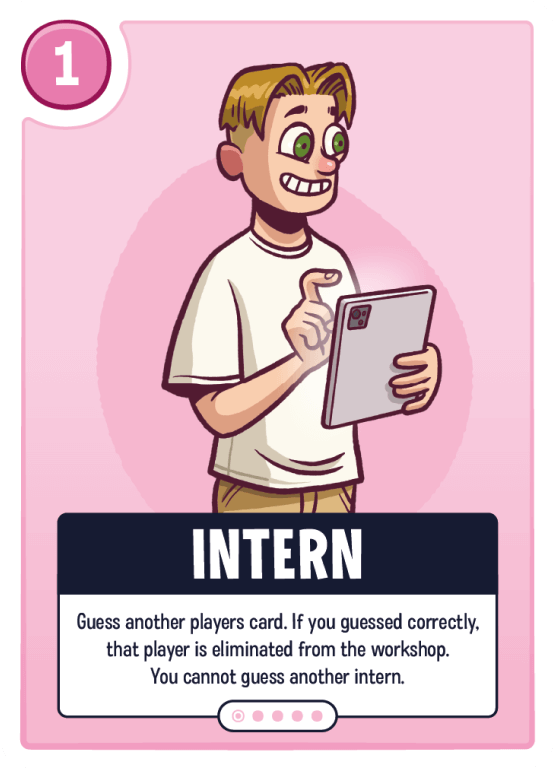 1
INTERN
Guess another players card. If you guessed correctly,
that player is eliminated from the workshop.
You cannot guess another intern.